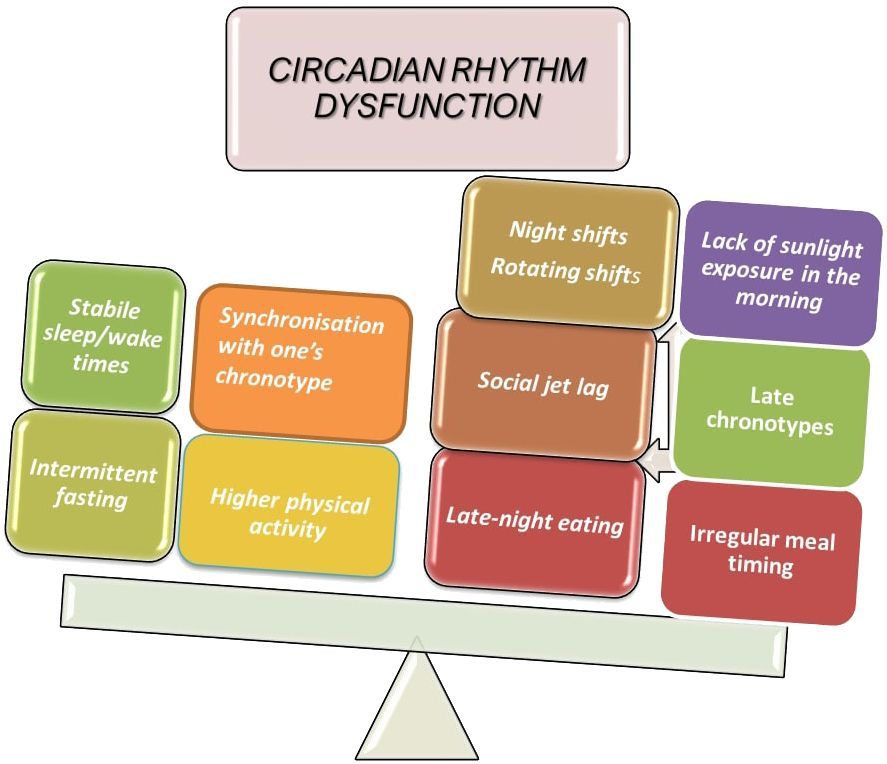 CIRCADIAN RHYTHM
DYSFUNCTION
Stabile
sleep/wake
times
Synchronisation
with one’s
chronotype
Intermittent
fasting
Higher physical
activity
Night shifts
Rotating shifts
Lack of sunlight
exposure in the
morning
Social jet lag
Late
chronotypes
Late-night eating
Irregular meal
timing